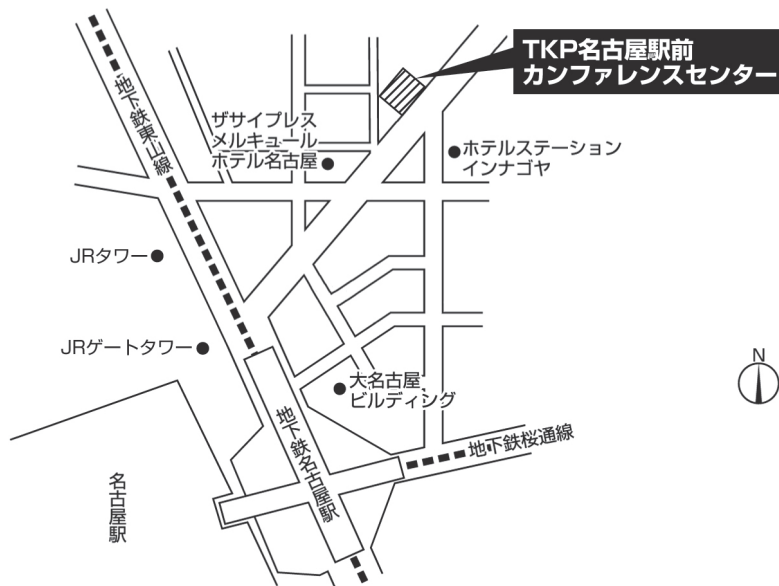 TKP名古屋駅前
カンファレンスセンター
地下鉄東山線
ザサイプレス
メルキュール
ホテル名古屋
ホテルステーション
インナゴヤ
JRタワー
JRゲートタワー
N
大名古屋
ビルディング
地下鉄名古屋駅
地下鉄桜通線
名古屋駅